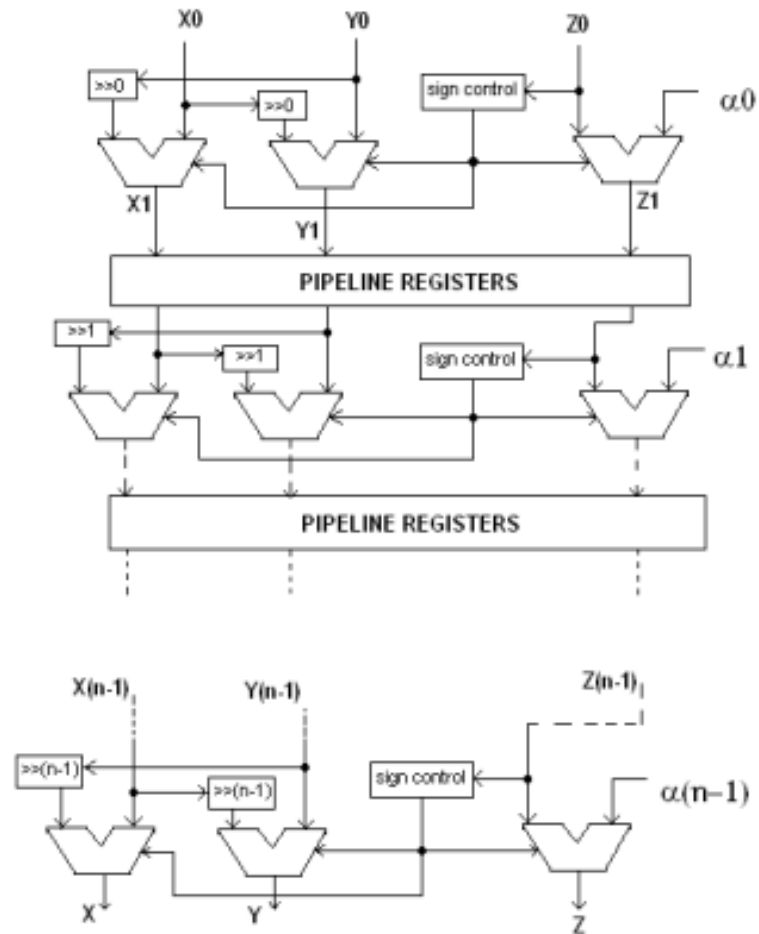 X0 Y0 Z0
>>0 >>0 sign control α0
X1 Y1 Z1
PIPELINE REGISTERS
>>1 >>1 sign control α1
PIPELINE REGISTERS
X(n-1) Y(n-1) Z(n-1)
>>(n-1) >>(n-1) sign control α(n-1)
X Y Z